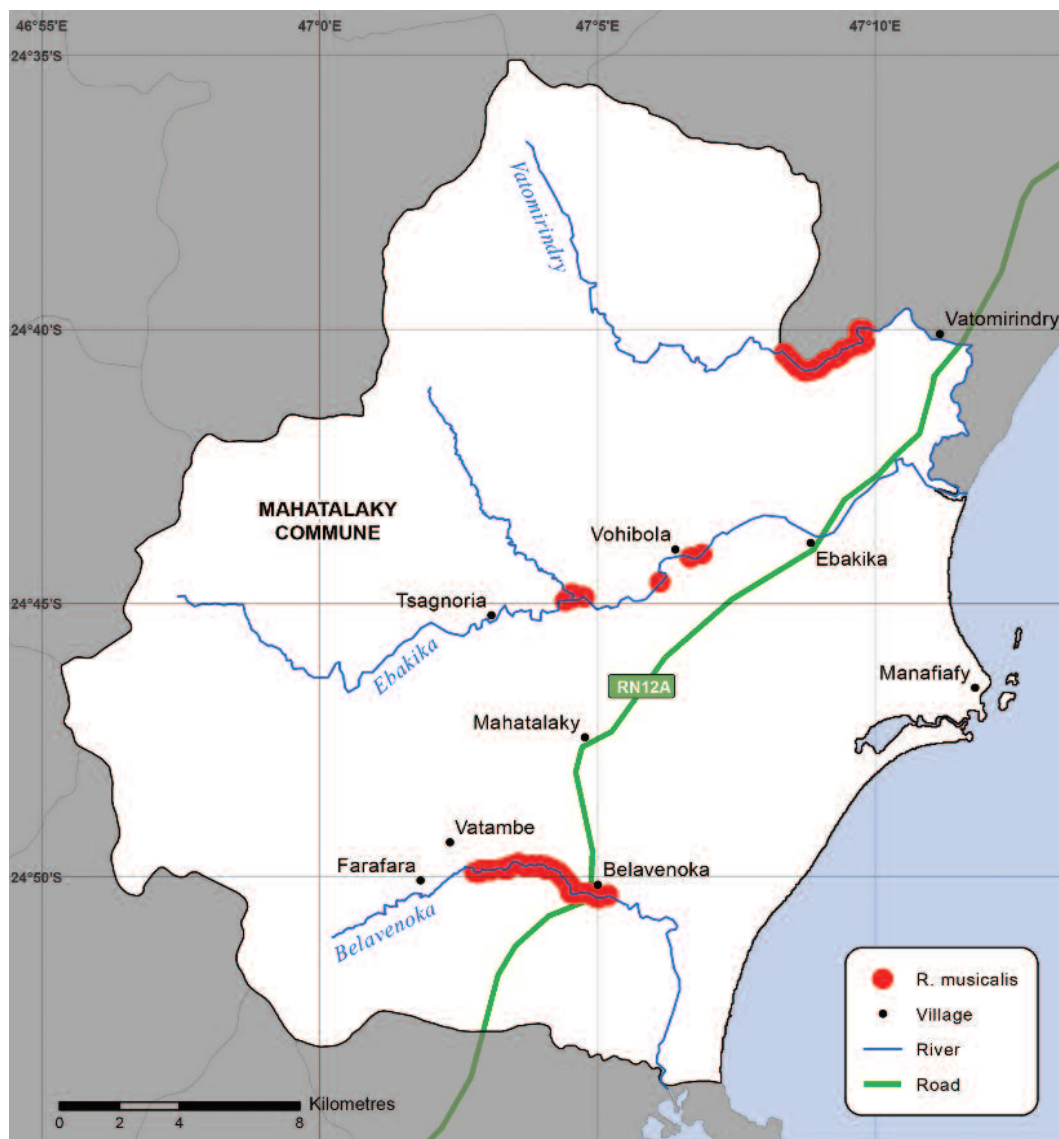 46°55'E
47°0'E
47°5'E
47°10'E
24°35'S
Vatomirindry
24°40'S
Vatomirindry
MAHATALAKY
COMMUNE
Vohibola
Ebakika
24°45'S
Tsagnoria
Ebakika
Manafiafy
RN12A
Mahatalaky
Vatambe
Farafara
24°50'S
Belavenoka
Belavenoka
R. musicalis
Village
River
Road
Kilometres
0 2 4 8